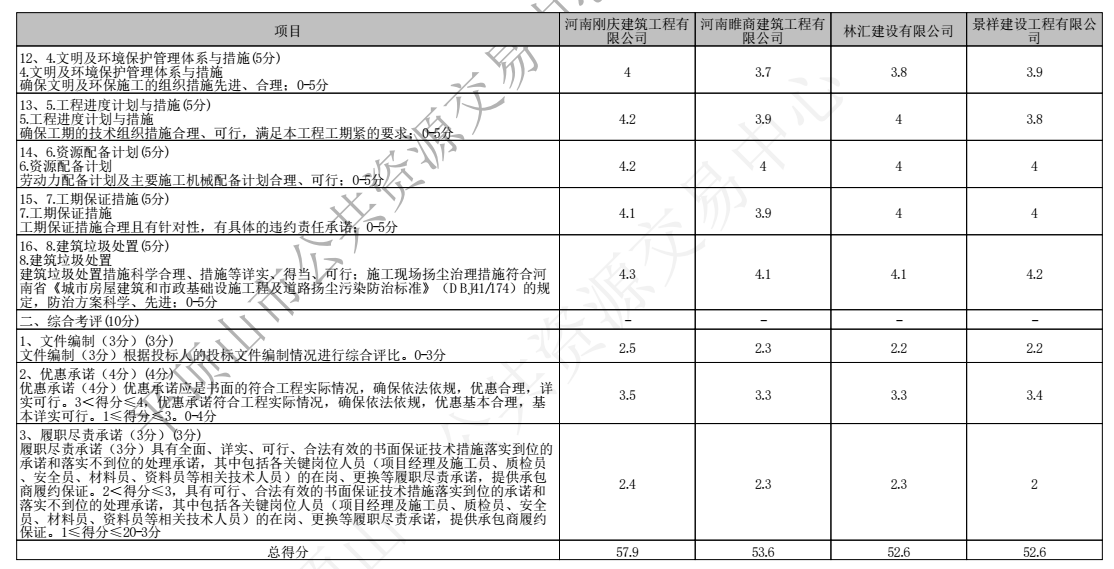 项目 河南刚庆建筑工程有限公司 河南睢商建筑工程有限公司 林汇建设有限公司 景祥建设工程有限公司
12、4.文明及环境保护管理体系与措施(5分)
4.文明及环境保护管理体系与措施
确保文明及环保施工的组织措施先进、合理；0-5分
4 3.7 3.8 3.9
13、5.工程进度计划与措施(5分)
5.工程进度计划与措施
确保工期的技术组织措施合理、可行，满足本工程工期紧的要求；0-5分
4.2 3.9 4 3.8
14、6.资源配备计划(5分)
6.资源配备计划
劳动力配备计划及主要施工机械配备计划合理、可行；0-5分
4.2 4 4 4
15、7.工期保证措施(5分)
7.工期保证措施
工期保证措施合理且有针对性，有具体的违约责任承诺；0-5分
4.1 3.9 4 4
16、8.建筑垃圾处置(5分)
8.建筑垃圾处置
建筑垃圾处置措施科学合理、措施等详实、得当、可行；施工现场扬尘治理措施符合河
南省《城市房屋建筑和市政基础设施工程及道路扬尘污染防治标准》（DBJ41/174）的规
定，防治方案科学、先进；0-5分
4.3 4.1 4.1 4.2
二、综合考评(10分) - - - -
1、文件编制（3分）(3分)
文件编制（3分）根据投标人的投标文件编制情况进行综合评比。0-3分
2.5 2.3 2.2 2.2
2、优惠承诺（4分）(4分)
优惠承诺（4分）优惠承诺应是书面的符合工程实际情况，确保依法依规，优惠合理，详
实可行。3＜得分≤4，优惠承诺符合工程实际情况，确保依法依规，优惠基本合理，基
本详实可行。1≤得分≤3。0-4分
3.5 3.3 3.3 3.4
3、履职尽责承诺（3分）(3分)
履职尽责承诺（3分）具有全面、详实、可行、合法有效的书面保证技术措施落实到位的
承诺和落实不到位的处理承诺，其中包括各关键岗位人员（项目经理及施工员、质检员
、安全员、材料员、资料员等相关技术人员）的在岗、更换等履职尽责承诺，提供承包
商履约保证。2＜得分≤3，具有可行、合法有效的书面保证技术措施落实到位的承诺和
落实不到位的处理承诺，其中包括各关键岗位人员（项目经理及施工员、质检员、安全
员、材料员、资料员等相关技术人员）的在岗、更换等履职尽责承诺，提供承包商履约
保证。1≤得分≤20-3分
2.4 2.3 2.3 2
总得分 57.9 53.6 52.6 52.6
平顶山市公共资源交易
公共资源交易中心